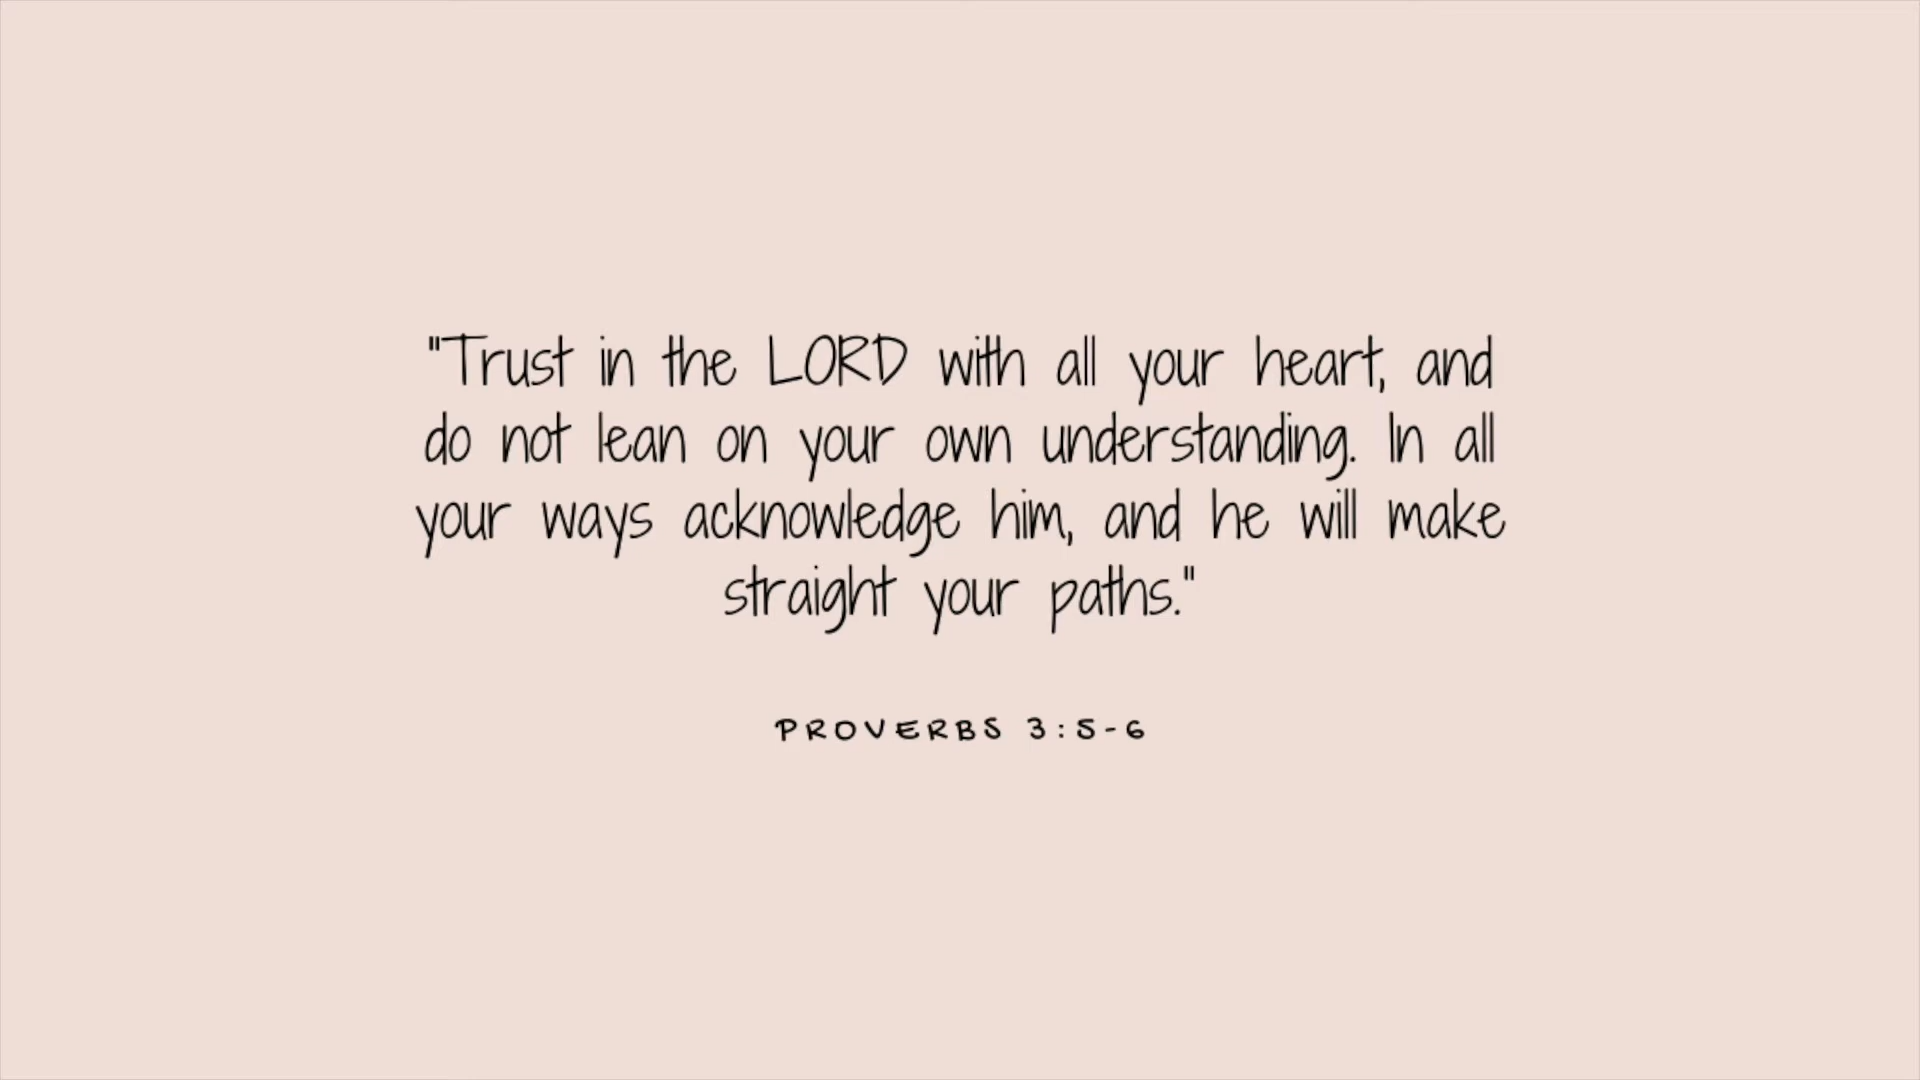 "Trust in the LORD with all your heart, and
do not lean on your own understanding. In all
your ways acknowledge him, and he will make
straight your paths."
PROVERBS 3:5-6